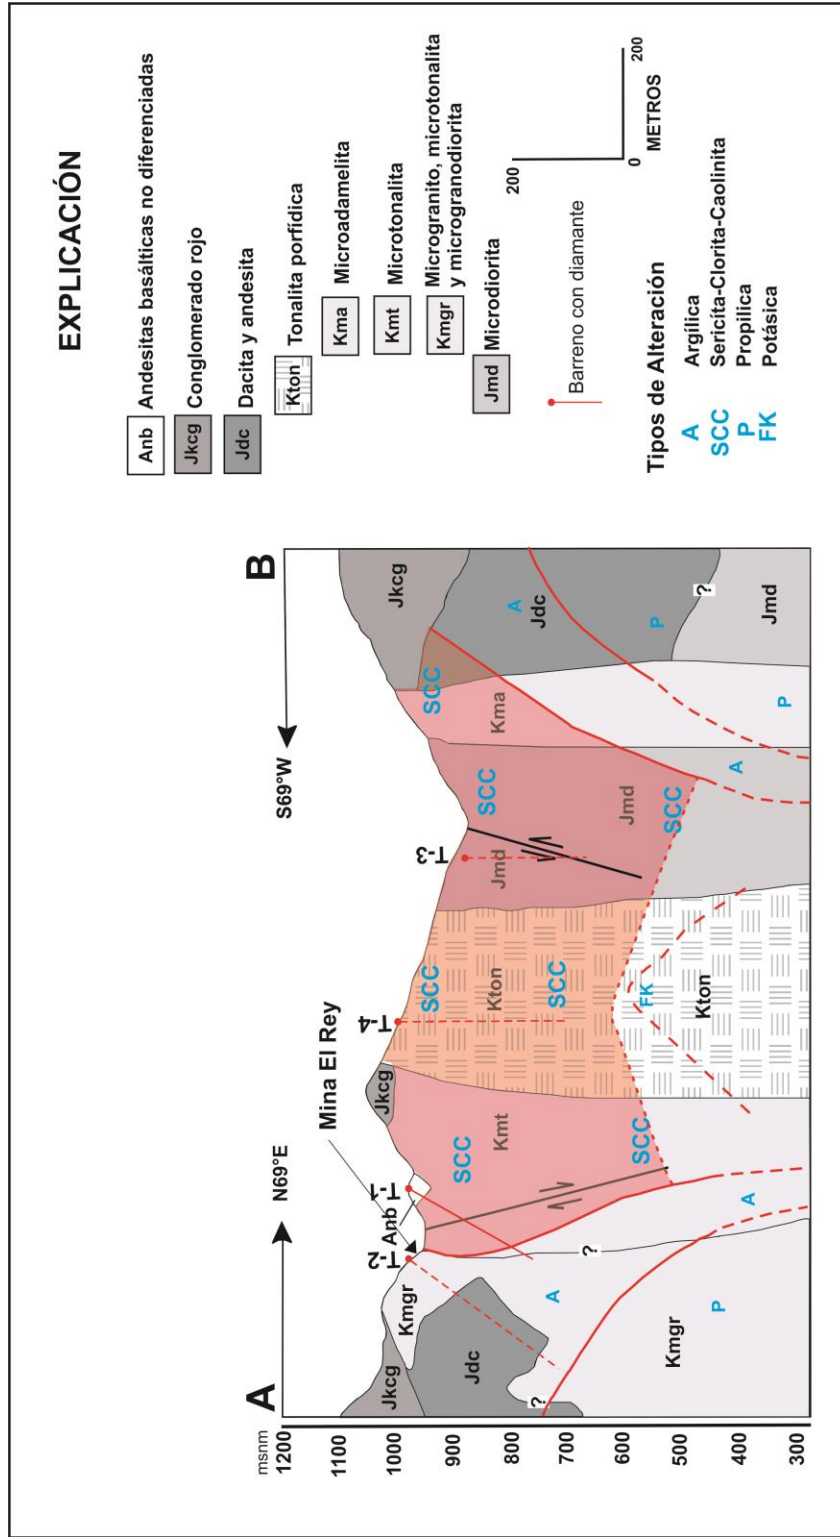 EXPLICACIÓN
Anb Andesitas basálticas no diferenciadas
Jkcg Conglomerado rojo
Jdc Dacita y andesita
Kton Tonalita porfídica
Kma Microadamelita
Kmt Microtonalita
Kmgr Microgranito, microtonalita
y microgranodiorita
Jmd Microdiorita
Barreno con diamante
200
0 200
METROS
Tipos de Alteración
A Argílica
SCC Sericíta-Clorita-Caolinita
P Propilica
FK Potásica
A
N69°E
S69°W
B
msnm
1200
1100
1000
900
800
700
600
500
400
300
Mina El Rey
T-2
T-1
T-4
T-3
Anb
Jkcg
Kmgr
Jkcg
Jkcg
Jdc
A
?
?
Kmgr
P
A
SCC
Kmt
SCC
SCC
Kton
SCC
FK
Kton
Jmd
SCC
Jmd
SCC
A
SCC
Kma
P
A
Jdc
P
?
Jmd